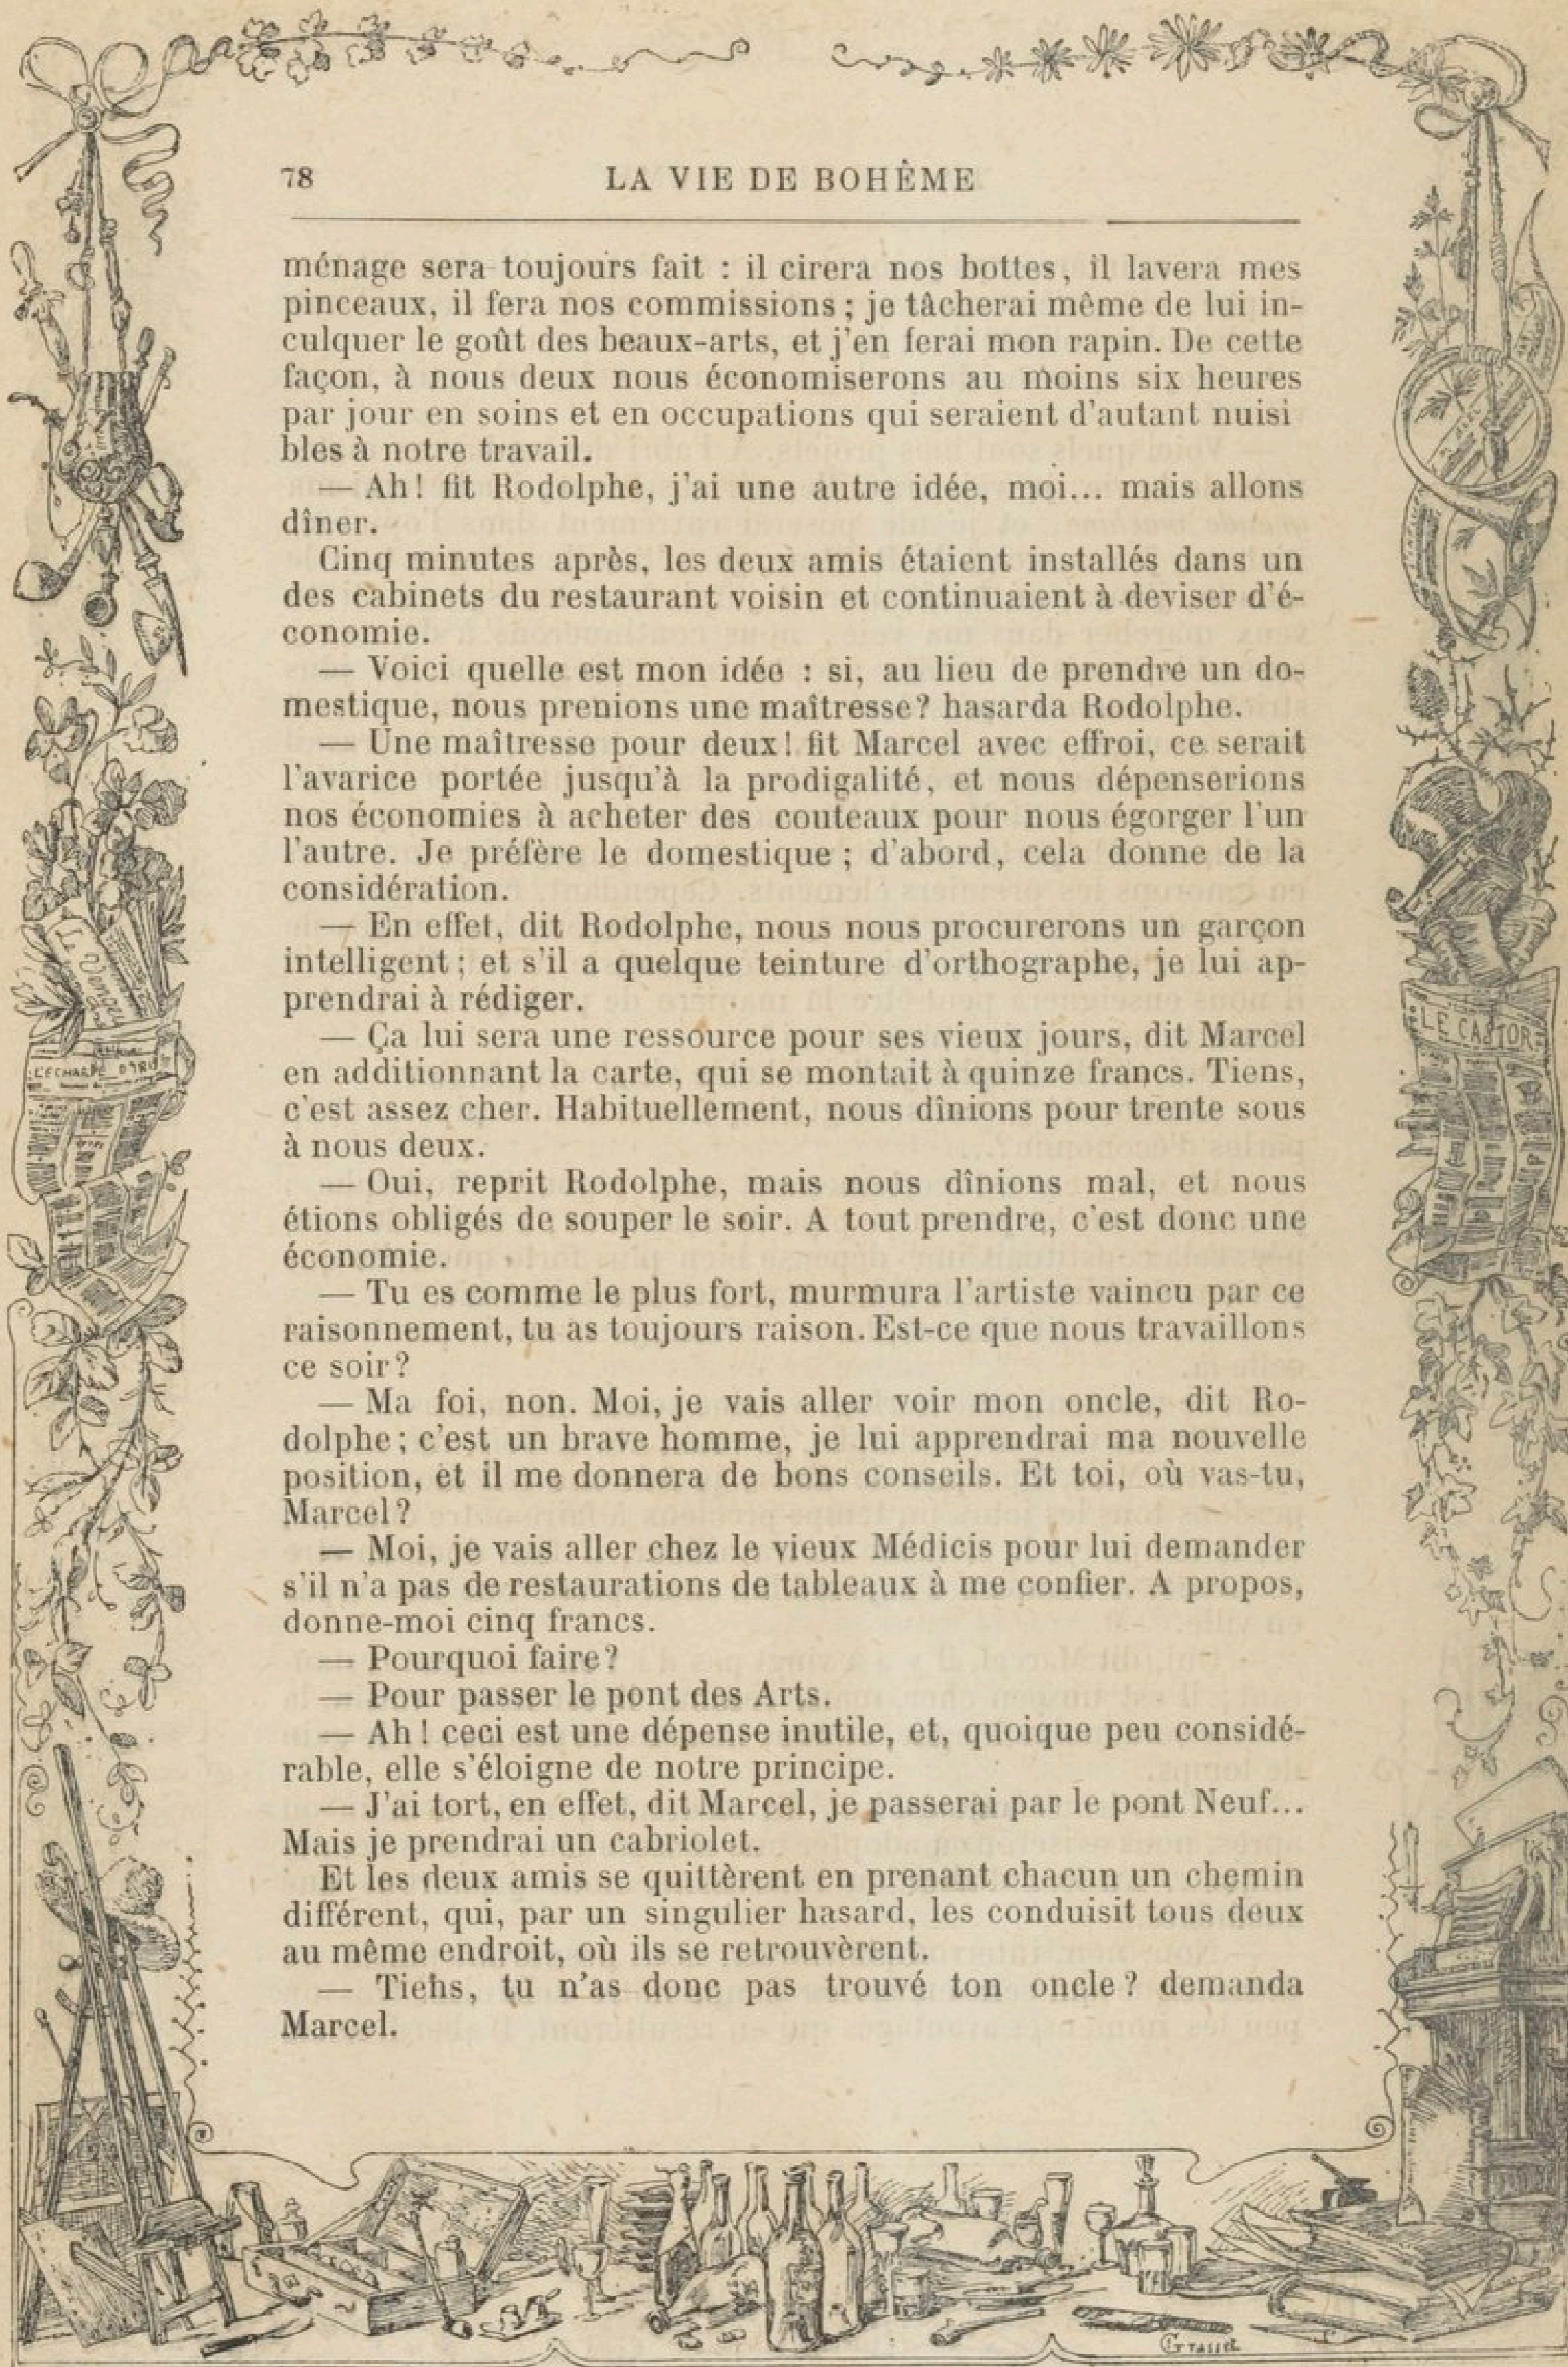 78
LA VIE DE BOHÊME
ménage sera toujours fait : il cirera nos bottes, il lavera mes
pinceaux, il fera nos commissions ; je tâcherai même de lui in-
culquer le goût des beaux-arts, et j'en ferai mon rapin. De cette
façon, à nous deux nous économiserons au moins six heures
par jour en soins et en occupations qui seraient d'autant nuisi
bles à notre travail.
— Ah! fit Rodolphe, j'ai une autre idée, moi... mais allons
dîner.
Cinq minutes après, les deux amis étaient installés dans un
des cabinets du restaurant voisin et continuaient à deviser d'é-
conomie.
— Voici quelle est mon idée : si, au lieu de prendre un do-
mestique, nous prenions une maîtresse? hasarda Rodolphe.
— Une maîtresse pour deux! fit Marcel avec effroi, ce serait
l'avarice portée jusqu'à la prodigalité, et nous dépenserions
nos économies à acheter des couteaux pour nous égorger l'un
l'autre. Je préfère le domestique ; d'abord, cela donne de la
considération.
— En effet, dit Rodolphe, nous nous procurerons un garçon
intelligent ; et s'il a quelque teinture d'orthographe, je lui ap-
prendrai à rédiger.
— Ça lui sera une ressource pour ses vieux jours, dit Marcel
en additionnant la carte, qui se montait à quinze francs. Tiens,
c'est assez cher. Habituellement, nous dînions pour trente sous
à nous deux.
— Oui, reprit Rodolphe, mais nous dînions mal, et nous
étions obligés de souper le soir. A tout prendre, c'est donc une
économie.
— Tu es comme le plus fort, murmura l'artiste vaincu par ce
raisonnement, tu as toujours raison. Est-ce que nous travaillons
ce soir?
— Ma foi, non. Moi, je vais aller voir mon oncle, dit Ro-
dolphe ; c'est un brave homme, je lui apprendrai ma nouvelle
position, et il me donnera de bons conseils. Et toi, où vas-tu,
Marcel?
— Moi, je vais aller chez le vieux Médicis pour lui demander
s'il n'a pas de restaurations de tableaux à me confier. A propos,
donne-moi cinq francs.
— Pourquoi faire?
— Pour passer le pont des Arts.
— Ah ! ceci est une dépense inutile, et, quoique peu considé-
rable, elle s'éloigne de notre principe.
— J'ai tort, en effet, dit Marcel, je passerai par le pont Neuf...
Mais je prendrai un cabriolet.
Et les deux amis se quittèrent en prenant chacun un chemin
différent, qui, par un singulier hasard, les conduisit tous deux
au même endroit, où ils se retrouvèrent.
— Tiens, tu n'as donc pas trouvé ton oncle? demanda
Marcel.
Le Vengeur
L'ECHARPE D'IRIS
LE CASTOR
Grasset